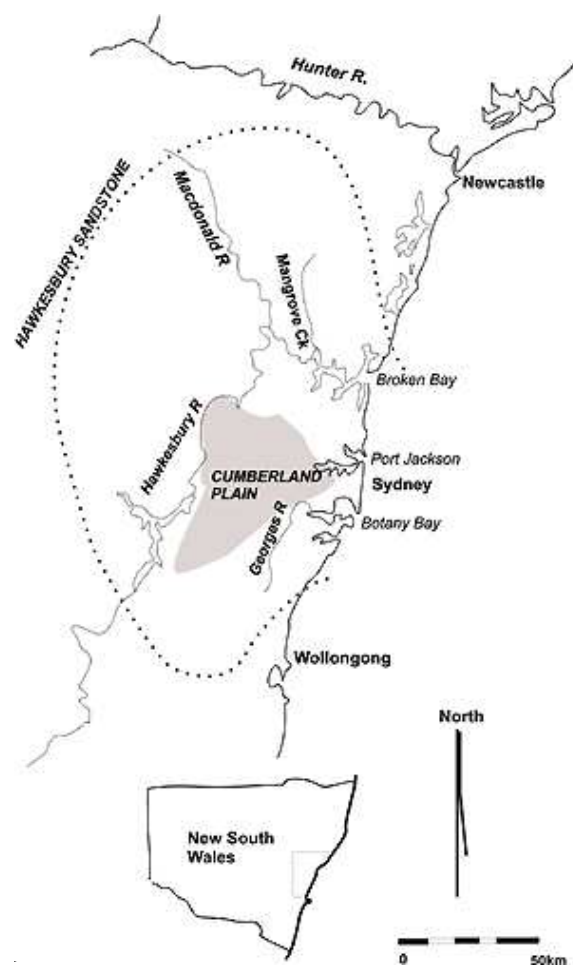 Hunter R.
Newcastle
HAWKESBURY SANDSTONE
Macdonald R
Mangrove Ck
Broken Bay
Hawkesbury R
Port Jackson
CUMBERLAND
PLAIN
Sydney
Georges R
Botany Bay
Wollongong
North
New South
Wales
0
50km